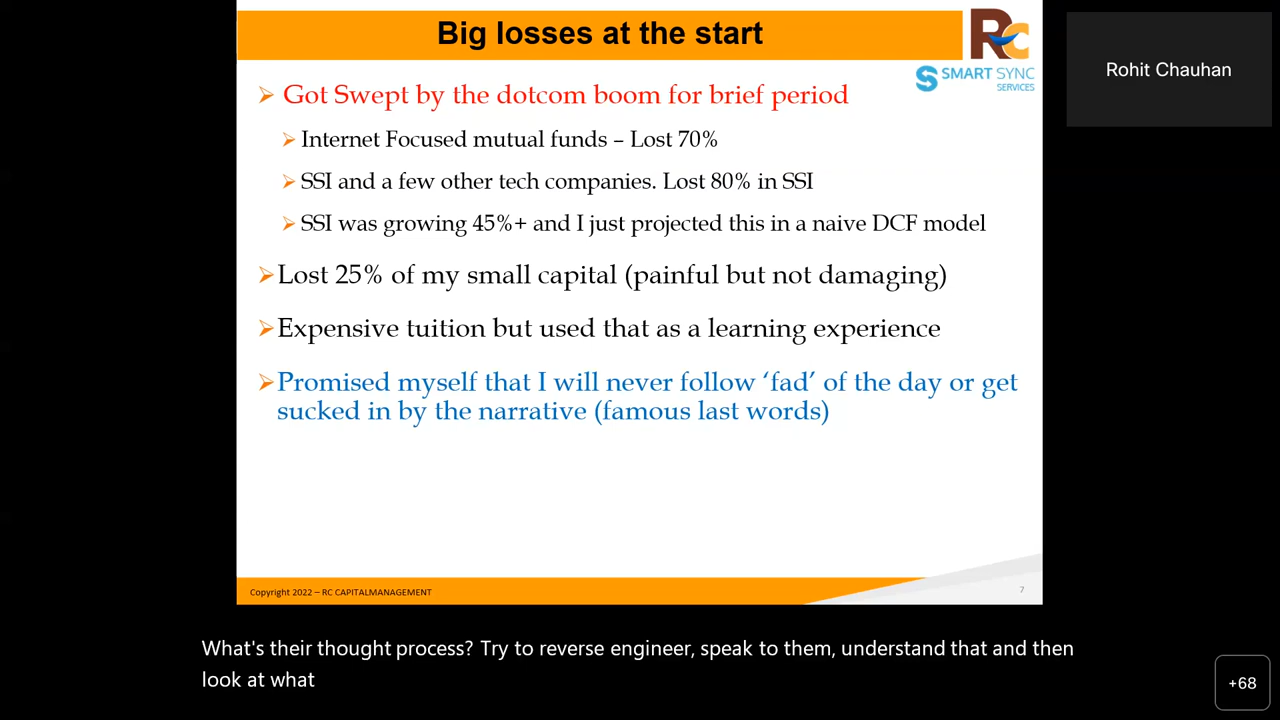 Big losses at the start
RC
SMART SYNC
SERVICES
Rohit Chauhan
➢ Got Swept by the dotcom boom for brief period
➢ Internet Focused mutual funds – Lost 70%
➢ SSI and a few other tech companies. Lost 80% in SSI
➢ SSI was growing 45%+ and I just projected this in a naive DCF model
➢ Lost 25% of my small capital (painful but not damaging)
➢ Expensive tuition but used that as a learning experience
➢ Promised myself that I will never follow ‘fad’ of the day or get
sucked in by the narrative (famous last words)
Copyright 2022 – RC CAPITALMANAGEMENT
7
What's their thought process? Try to reverse engineer, speak to them, understand that and then
look at what
+68